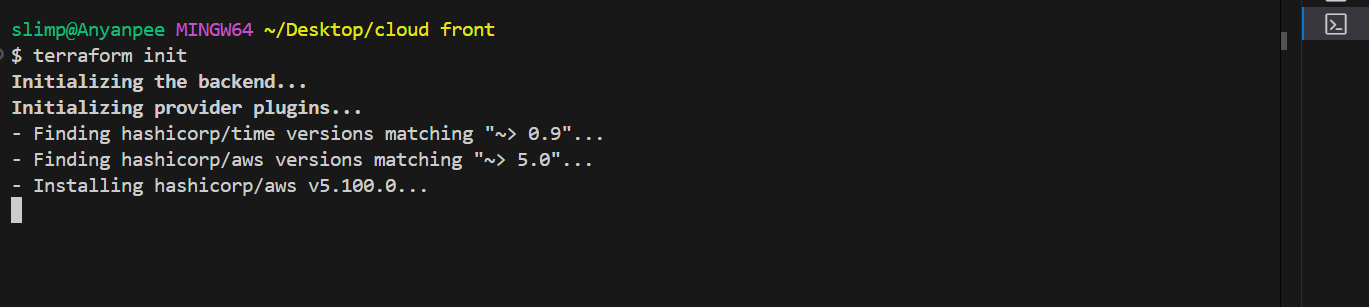 slimp@Anyanpee MINGW64 ~/Desktop/cloud front
$ terraform init
Initializing the backend...
Initializing provider plugins...
- Finding hashicorp/time versions matching "~> 0.9"...
- Finding hashicorp/aws versions matching "~> 5.0"...
- Installing hashicorp/aws v5.100.0...